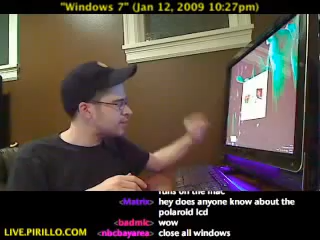 "Windows 7" (Jan 12, 2009 10:27pm)
runs on the mac
<Matrix> hey does anyone know about the
polaroid lcd
<badmic> wow
<nbcbayarea> close all windows
LIVE.PIRILLO.COM